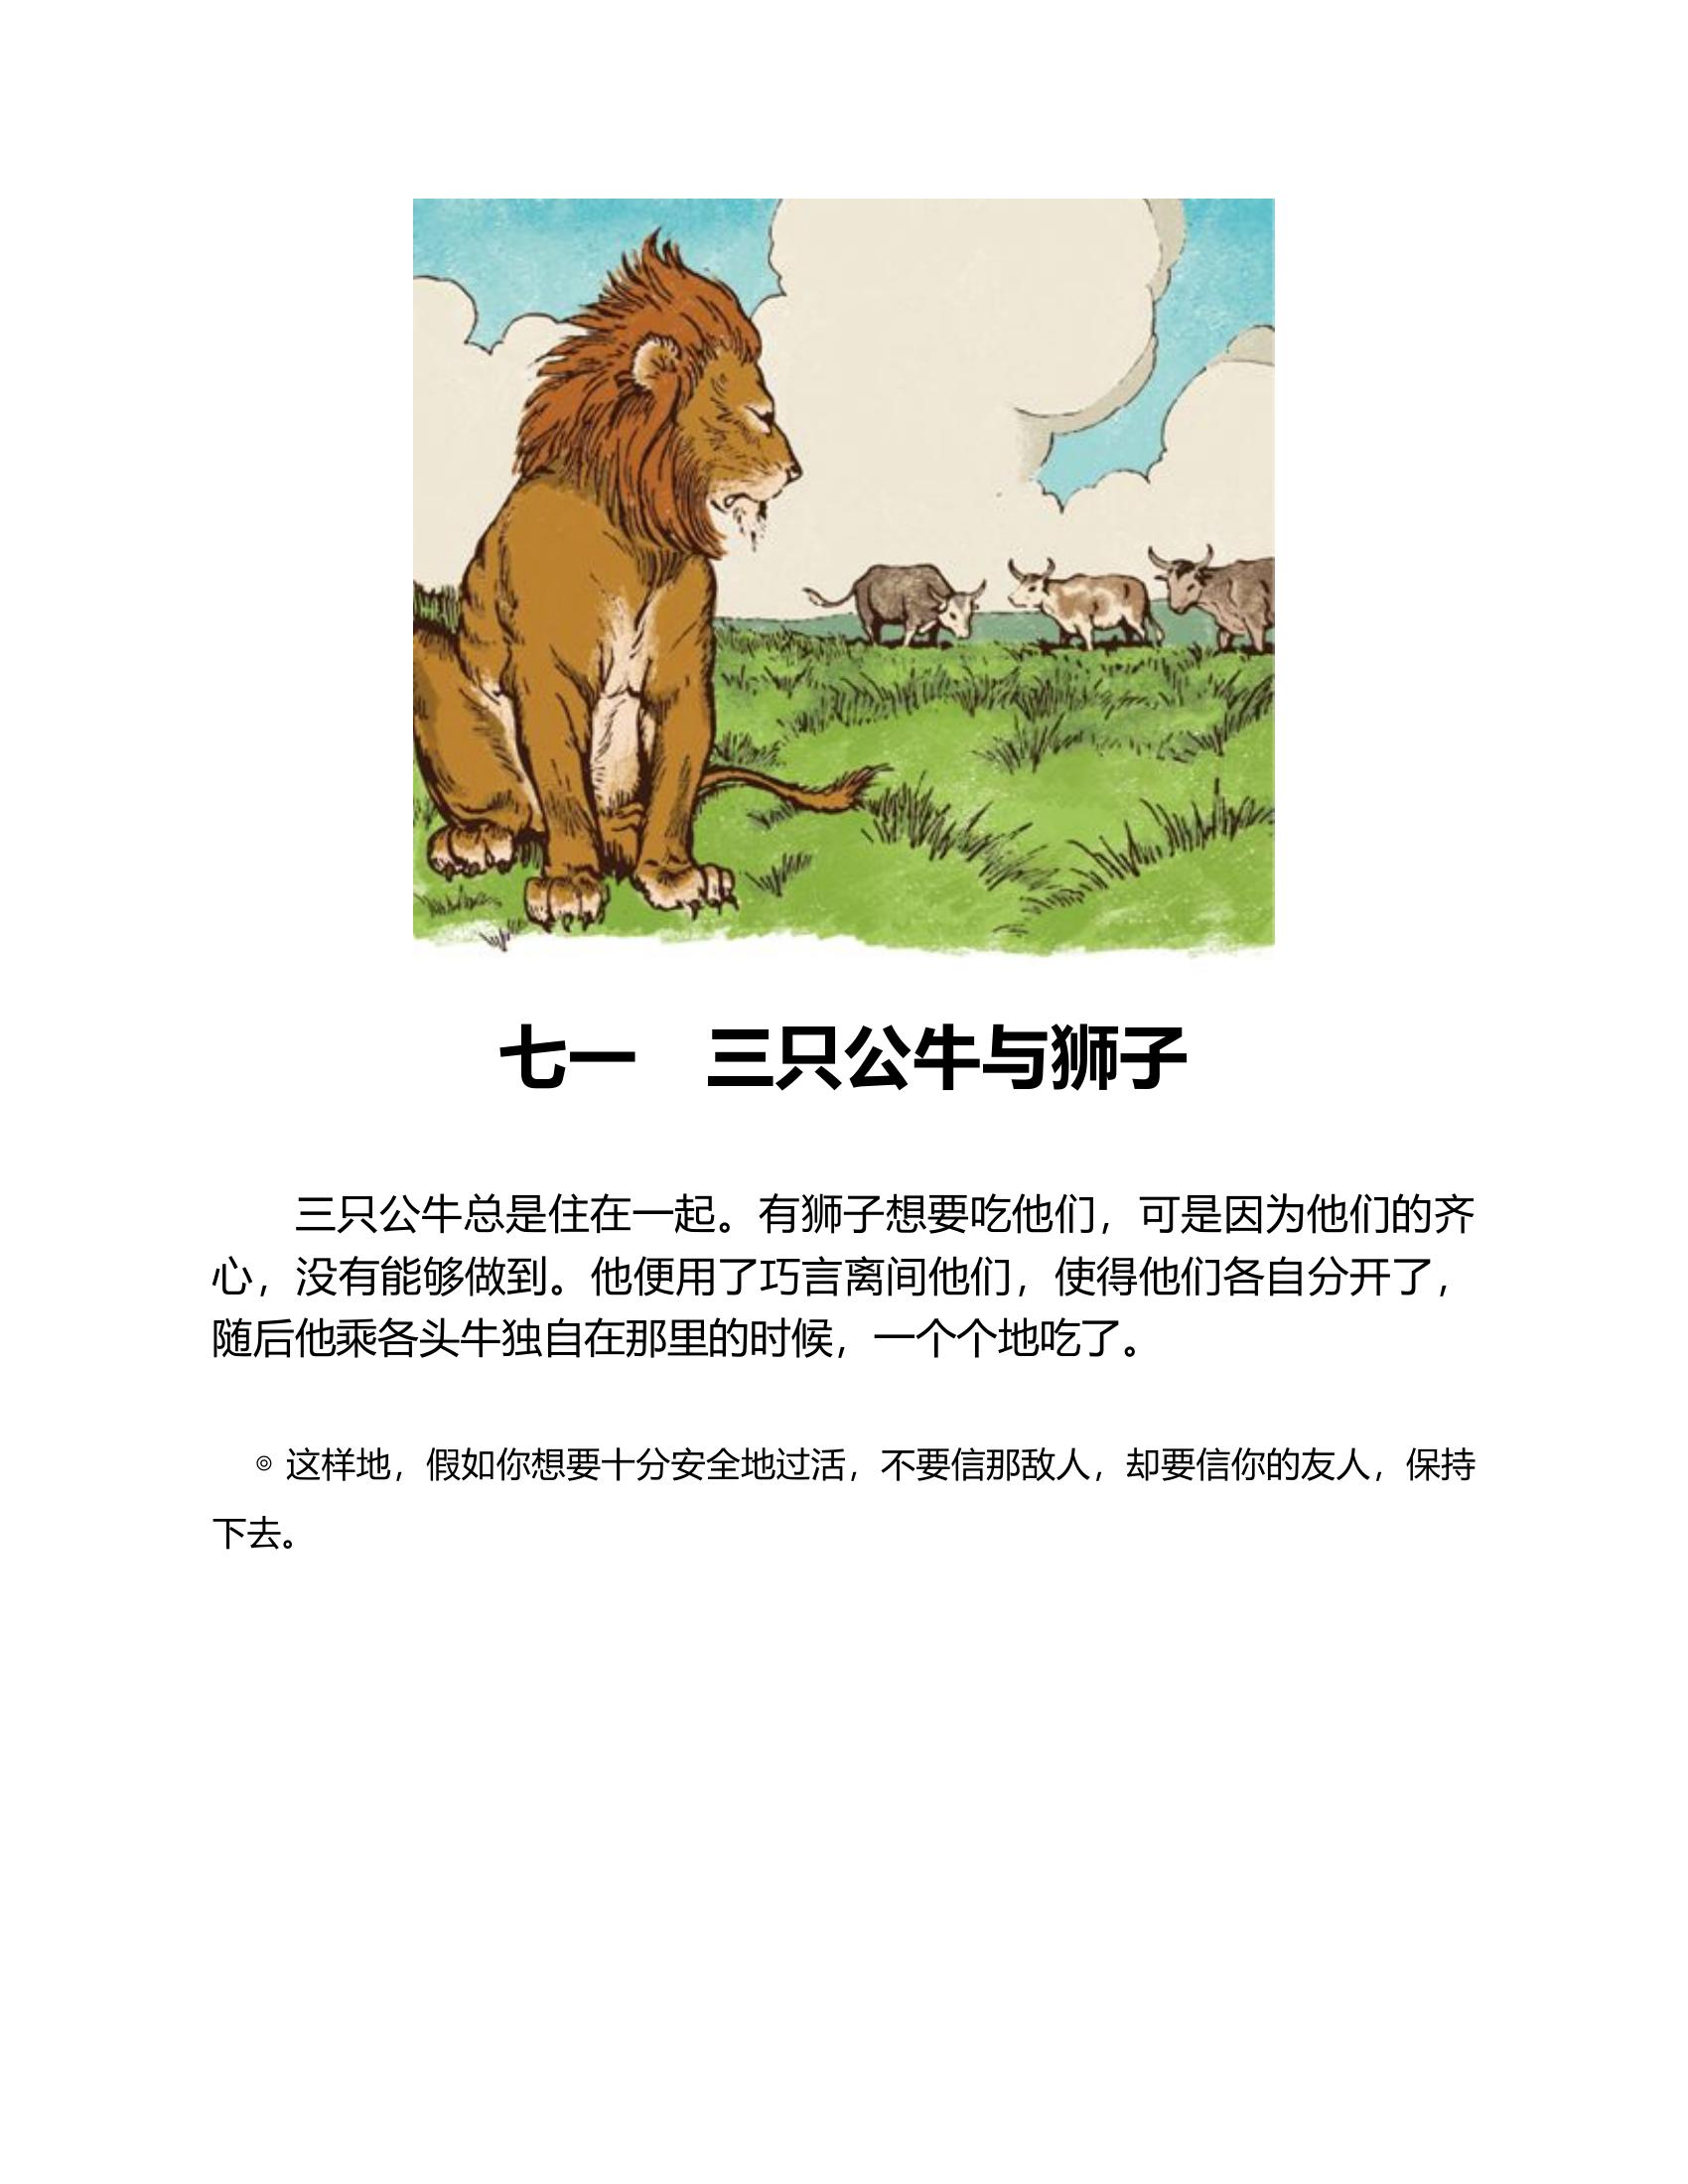 七一　三只公牛与狮子
三只公牛总是住在一起。有狮子想要吃他们，可是因为他们的齐
心，没有能够做到。他便用了巧言离间他们，使得他们各自分开了，
随后他乘各头牛独自在那里的时候，一个个地吃了。
◎ 这样地，假如你想要十分安全地过活，不要信那敌人，却要信你的友人，保持
下去。